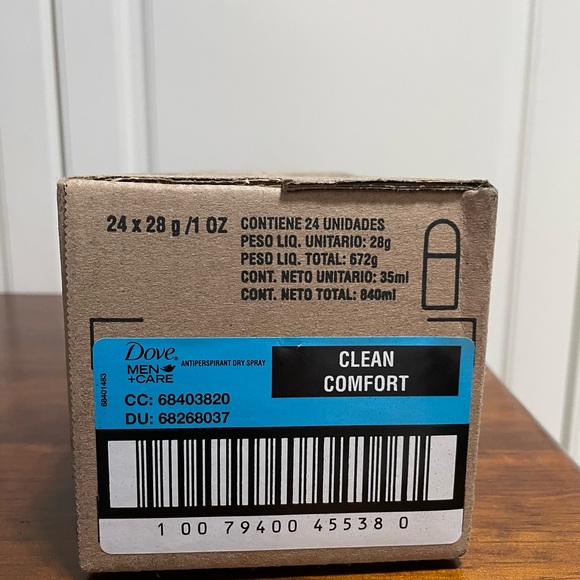 24 x 28 g /1 OZ
CONTIENE 24 UNIDADES
PESO LIQ. UNITARIO: 28g
PESO LIQ. TOTAL: 672g
CONT. NETO UNITARIO: 35ml
CONT. NETO TOTAL: 840ml
68401483
Dove®
MEN
+CARE
ANTIPERSPIRANT DRY SPRAY
CLEAN
COMFORT
CC: 68403820
DU: 68268037
1 00 79400 45538 0